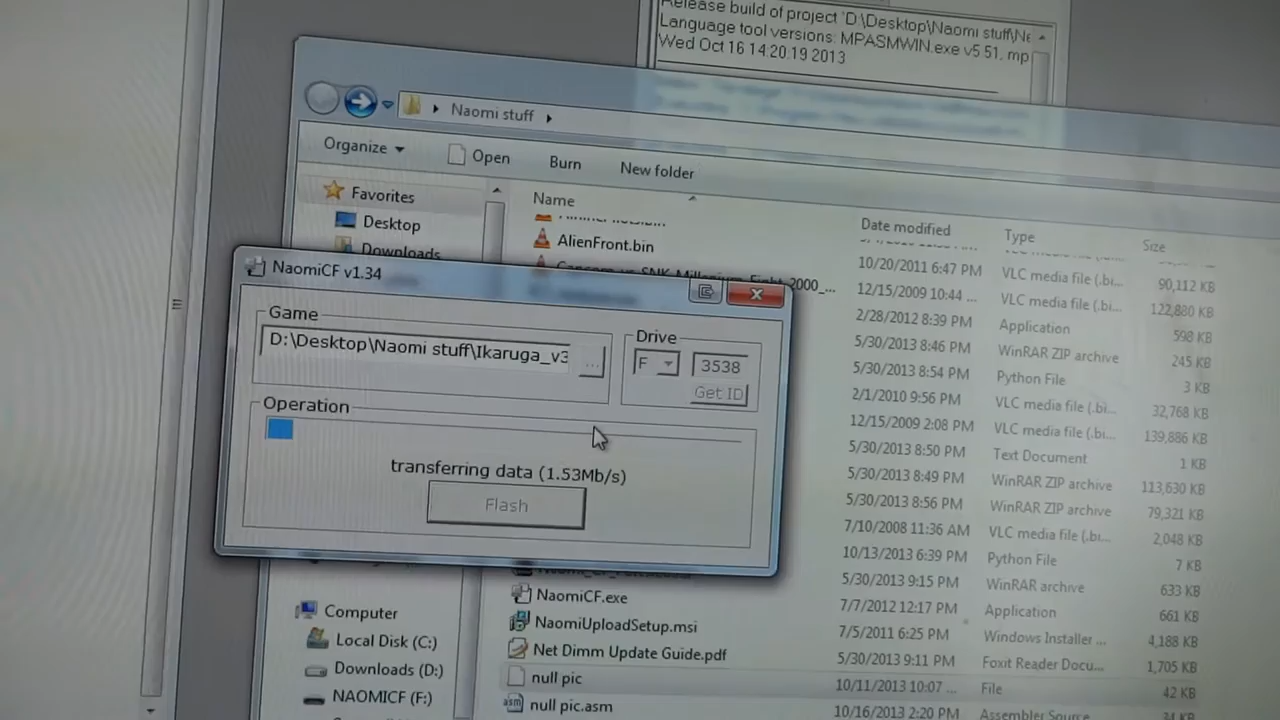 Release build of project 'D:\Desktop\Naomi stuff\Ne
Language tool versions: MPASMWIN.exe v5.51, mp
Wed Oct 16 14:20:19 2013
Naomi stuff
Organize Open Burn New folder
Favorites
Desktop
Downloads
Name Date modified Type Size
AlienFront.bin
Capcom vs SNK Millenium Fight 2000_...
10/20/2011 6:47 PM VLC media file (.bi... 90,112 KB
12/15/2009 10:44 ... VLC media file (.bi... 122,880 KB
2/28/2012 8:39 PM Application 598 KB
5/30/2013 8:46 PM WinRAR ZIP archive 245 KB
5/30/2013 8:54 PM Python File 3 KB
2/1/2010 9:56 PM VLC media file (.bi... 32,768 KB
12/15/2009 2:08 PM VLC media file (.bi... 139,886 KB
5/30/2013 8:50 PM Text Document 1 KB
5/30/2013 8:49 PM WinRAR ZIP archive 113,630 KB
5/30/2013 8:56 PM WinRAR ZIP archive 79,321 KB
7/10/2008 11:36 AM VLC media file (.bi... 2,048 KB
10/13/2013 6:39 PM Python File 7 KB
5/30/2013 9:15 PM WinRAR archive 633 KB
NaomiCF v1.34
Game
D:\Desktop\Naomi stuff\Ikaruga_v3
...
Drive
F 3538
Get ID
Operation
transferring data (1.53Mb/s)
Flash
Computer
Local Disk (C:)
Downloads (D:)
NAOMICF (F:)
NaomiCF.exe 7/7/2012 12:17 PM Application 661 KB
NaomiUploadSetup.msi 7/5/2011 6:25 PM Windows Installer ... 4,188 KB
Net Dimm Update Guide.pdf 5/30/2013 9:11 PM Foxit Reader Docu... 1,705 KB
null pic 10/11/2013 10:07 ... File 42 KB
null pic.asm 10/16/2013 2:20 PM Assembler Source